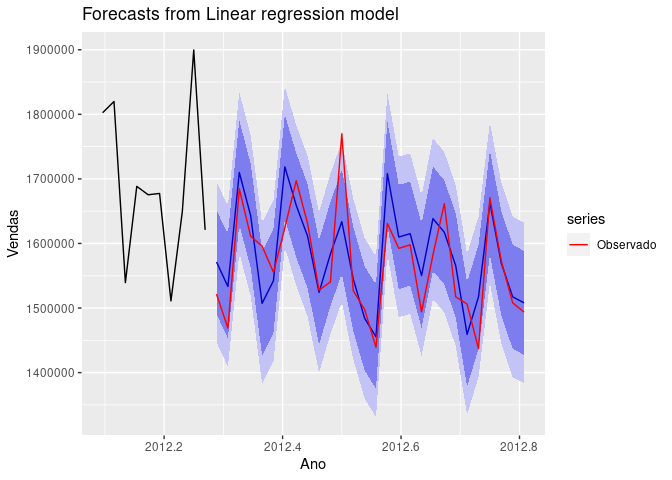 Forecasts from Linear regression model
1900000
1800000
1700000
1600000
1500000
1400000
Vendas
2012.2
2012.4
2012.6
2012.8
Ano
series
Observado